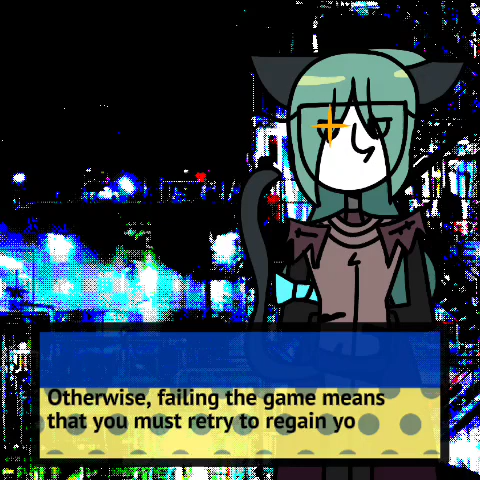 Otherwise, failing the game means
that you must retry to regain yo